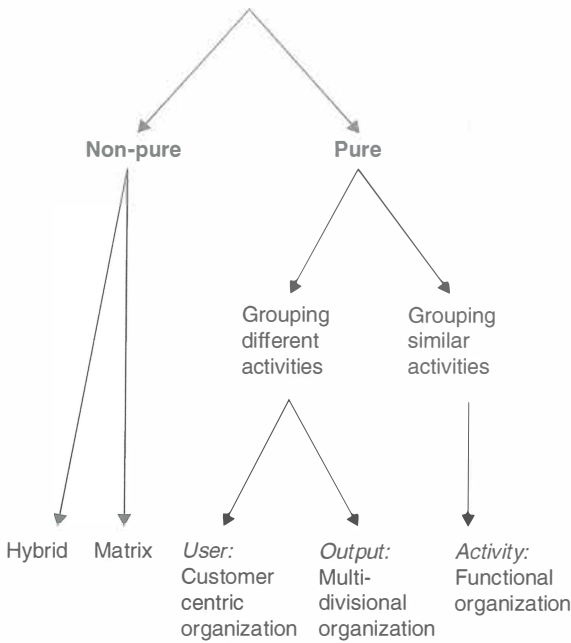 Non-pure
Pure
Grouping
different
activities
Grouping
similar
activities
Hybrid
Matrix
User:
Customer
centric
organization
Output:
Multi-
divisional
organization
Activity:
Functional
organization